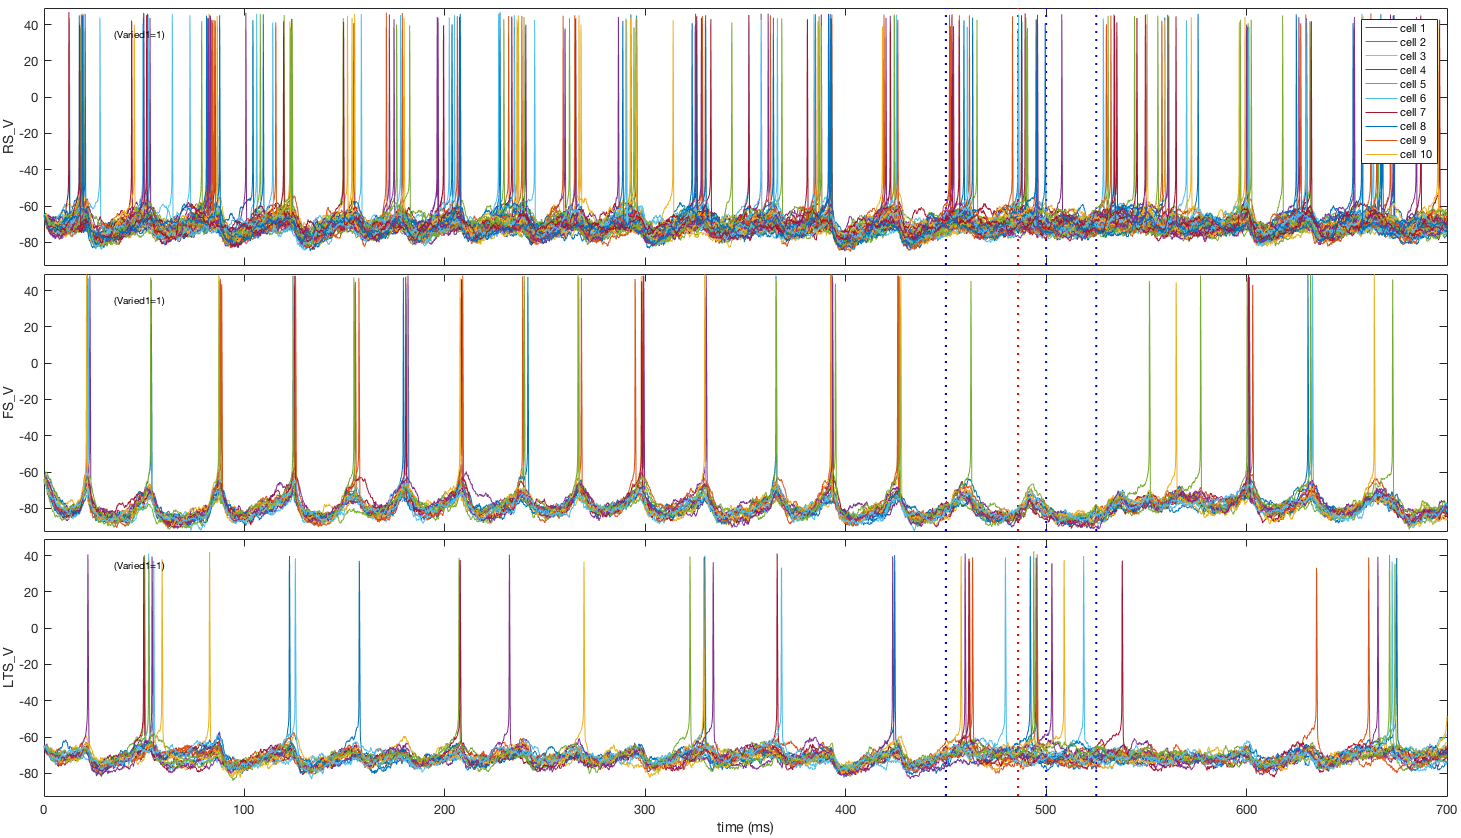 RS_V
40
20
0
-20
-40
-60
-80
(Varied1=1)
cell 1
cell 2
cell 3
cell 4
cell 5
cell 6
cell 7
cell 8
cell 9
cell 10
FS_V
40
20
0
-20
-40
-60
-80
(Varied1=1)
LTS_V
40
20
0
-20
-40
-60
-80
(Varied1=1)
0 100 200 300 400 500 600 700
time (ms)